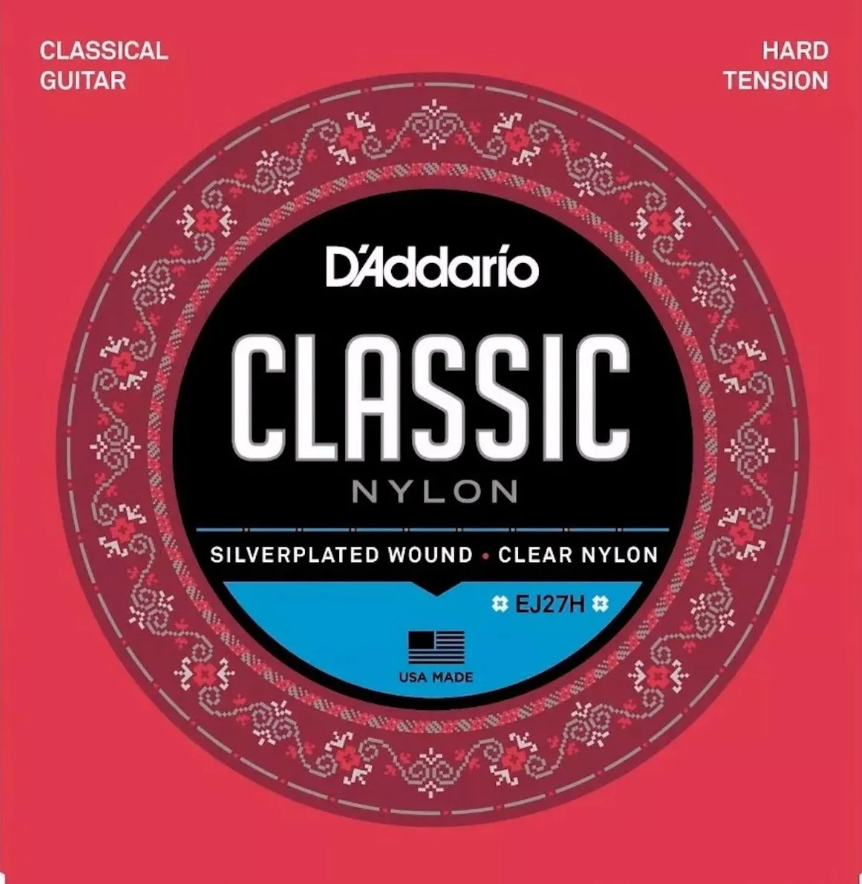 CLASSICAL
GUITAR
HARD
TENSION
D'Addario
CLASSIC
NYLON
SILVERPLATED WOUND • CLEAR NYLON
EJ27H
USA MADE